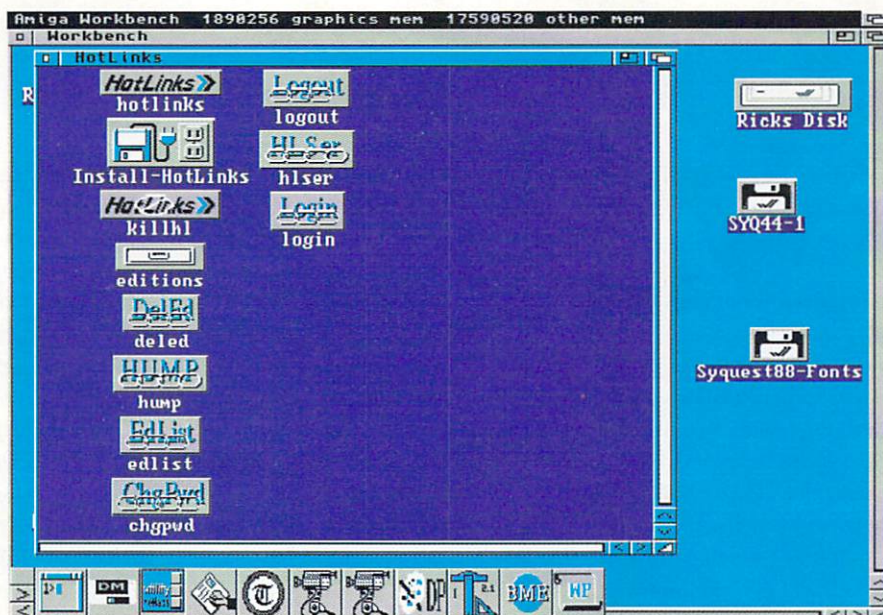 Amiga Workbench 1890256 graphics mem 17590520 other mem
Workbench
HotLinks
R
HotLinks
hotlinks
Logout
logout
Ricks Disk
Install-HotLinks
HLSer
hlser
HotLinks
killhl
Login
login
SYQ44-1
editions
DelEd
deled
HUMP
hump
Syquest88-Fonts
EdList
edlist
ChgPwd
chgpwd
DM
T
DP
2.1
BME
WP